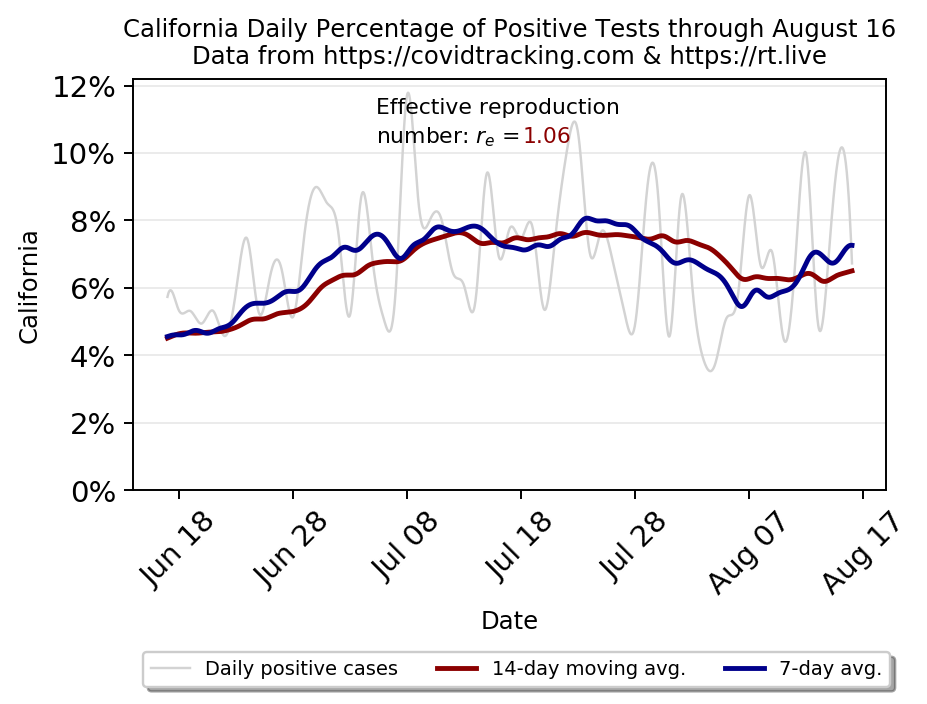 California Daily Percentage of Positive Tests through August 16
Data from https://covidtracking.com & https://rt.live
Effective reproduction
number: rₑ =1.06
12%
10%
8%
6%
4%
2%
0%
California
Jun 18
Jun 28
Jul 08
Jul 18
Jul 28
Aug 07
Aug 17
Date
Daily positive cases
14-day moving avg.
7-day avg.